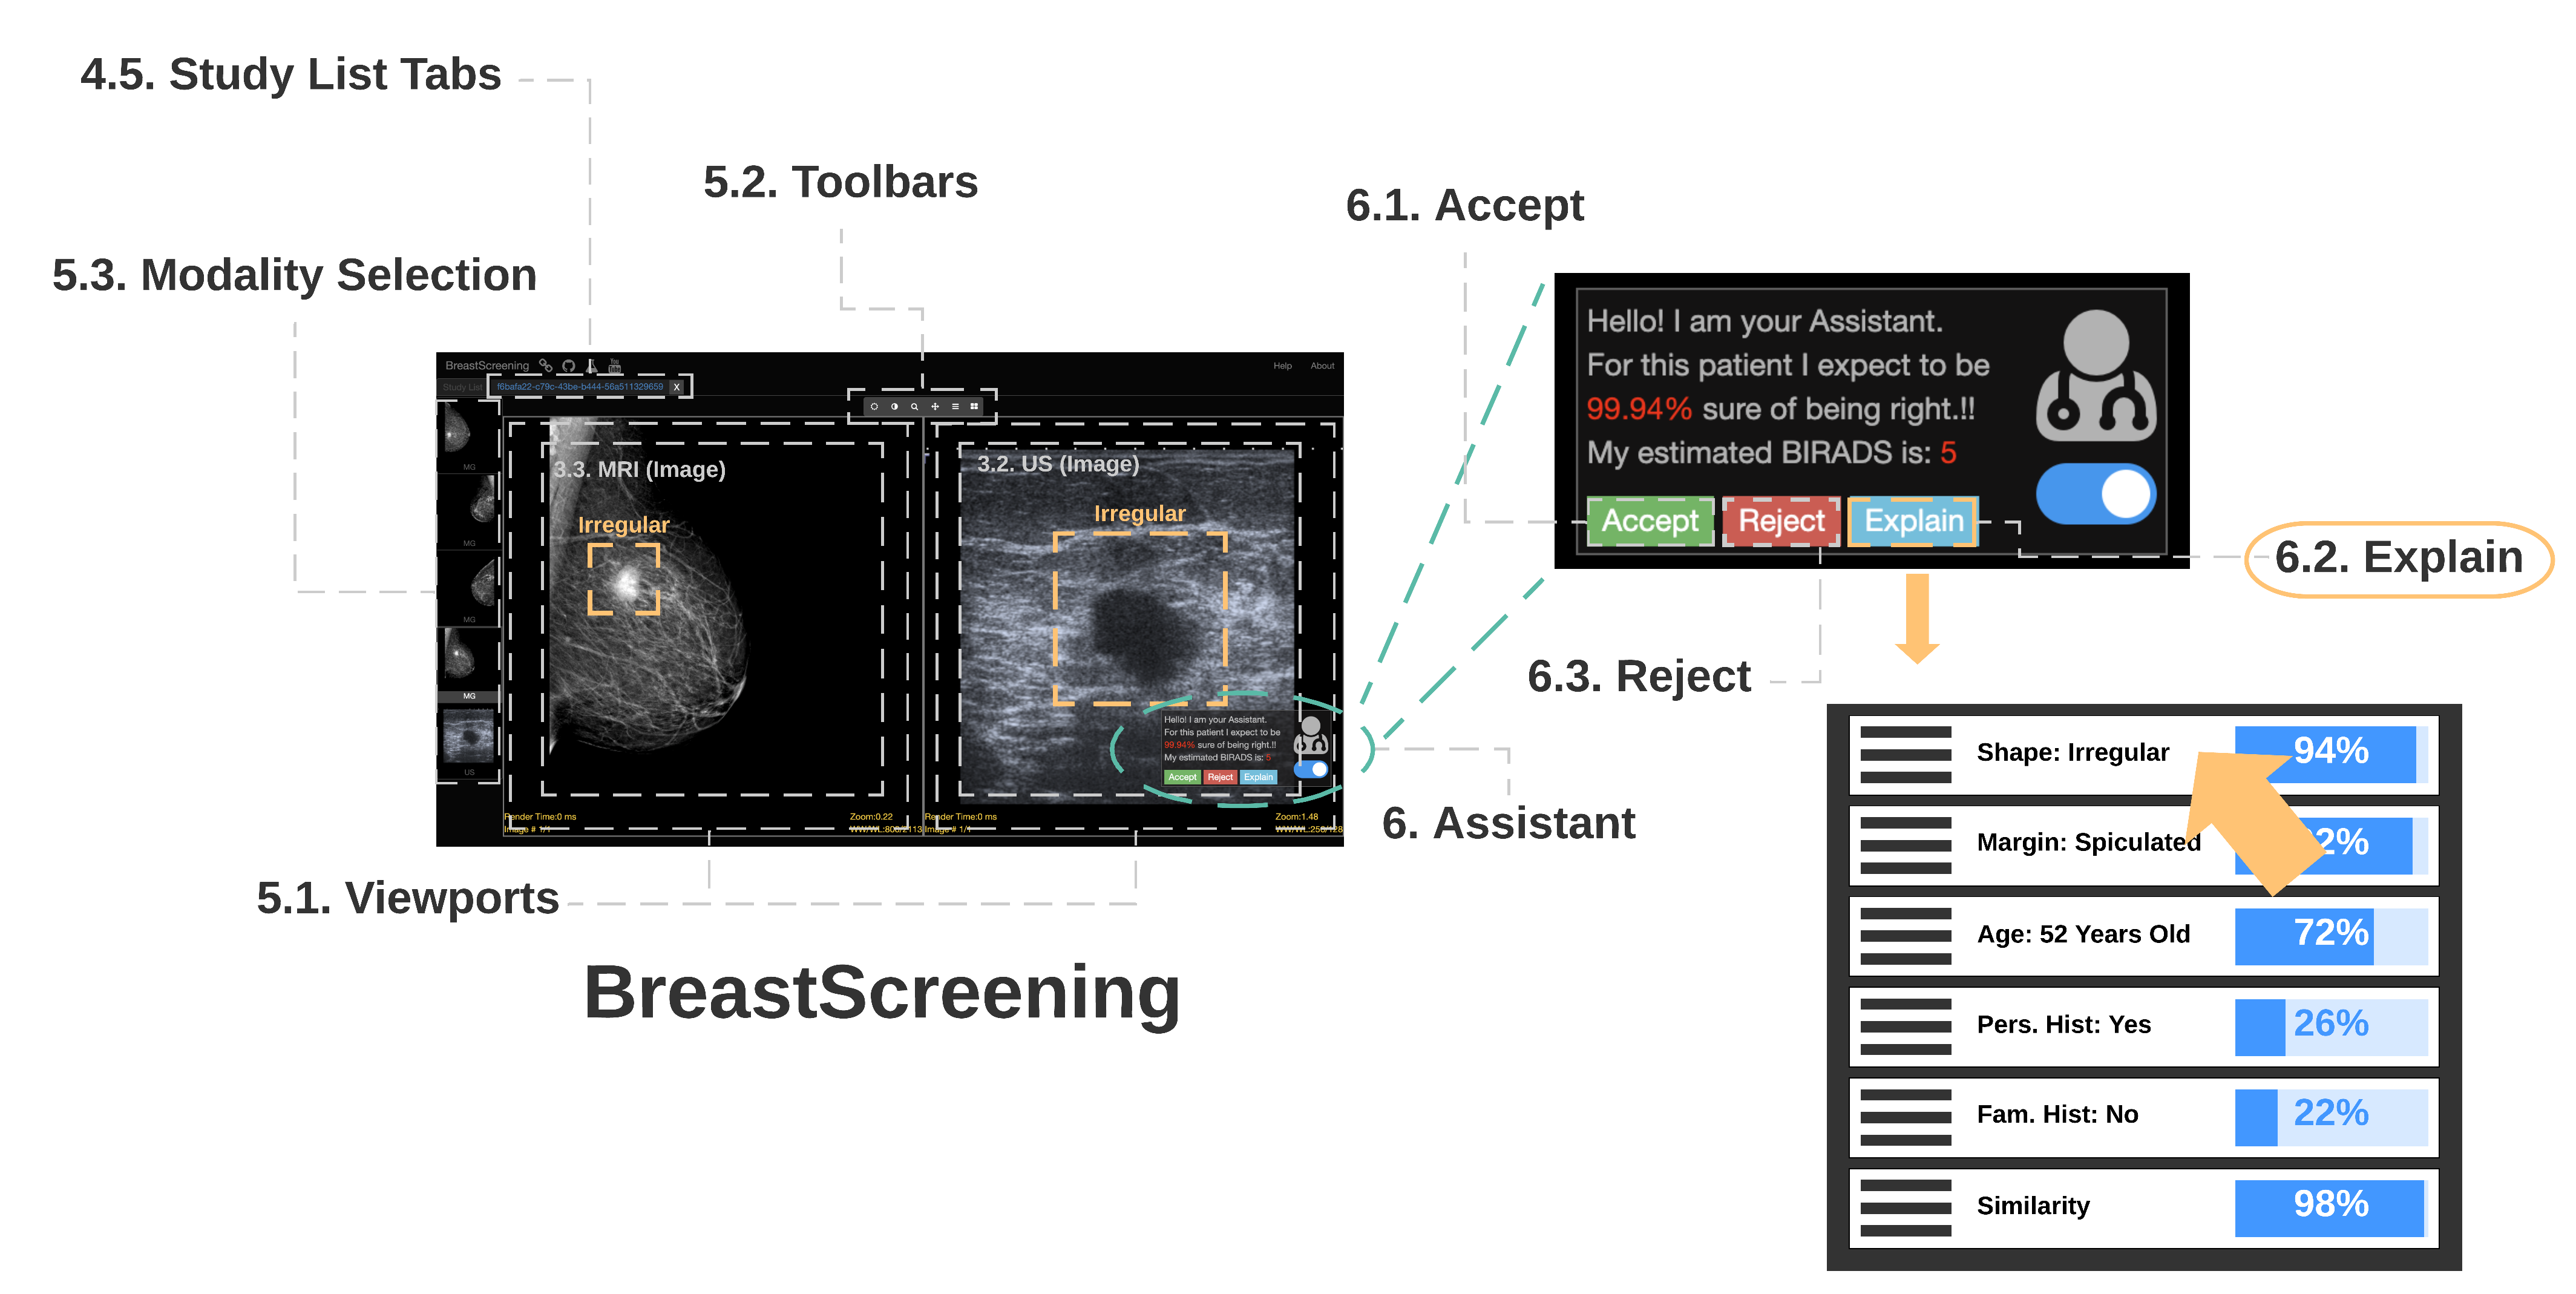 4.5. Study List Tabs
5.2. Toolbars
6.1. Accept
5.3. Modality Selection
BreastScreening
You
Help
About
Study List
f6bafa22-c79c-43be-b444-56a511329659
X
MG
MG
MG
MG
US
3.3. MRI (Image)
Irregular
3.2. US (Image)
Irregular
Hello! I am your Assistant.
For this patient I expect to be
99.94% sure of being right.!!
My estimated BIRADS is: 5
Accept
Reject
Explain
Render Time:0 ms
Image # 1/1
Zoom:0.22
Render Time:0 ms
Image # 1/1
Zoom:1.48
Hello! I am your Assistant.
For this patient I expect to be
99.94% sure of being right.!!
My estimated BIRADS is: 5
Accept
Reject
Explain
6.2. Explain
6.3. Reject
6. Assistant
5.1. Viewports
BreastScreening
Shape: Irregular 94%
Margin: Spiculated
Age: 52 Years Old 72%
Pers. Hist: Yes 26%
Fam. Hist: No 22%
Similarity 98%